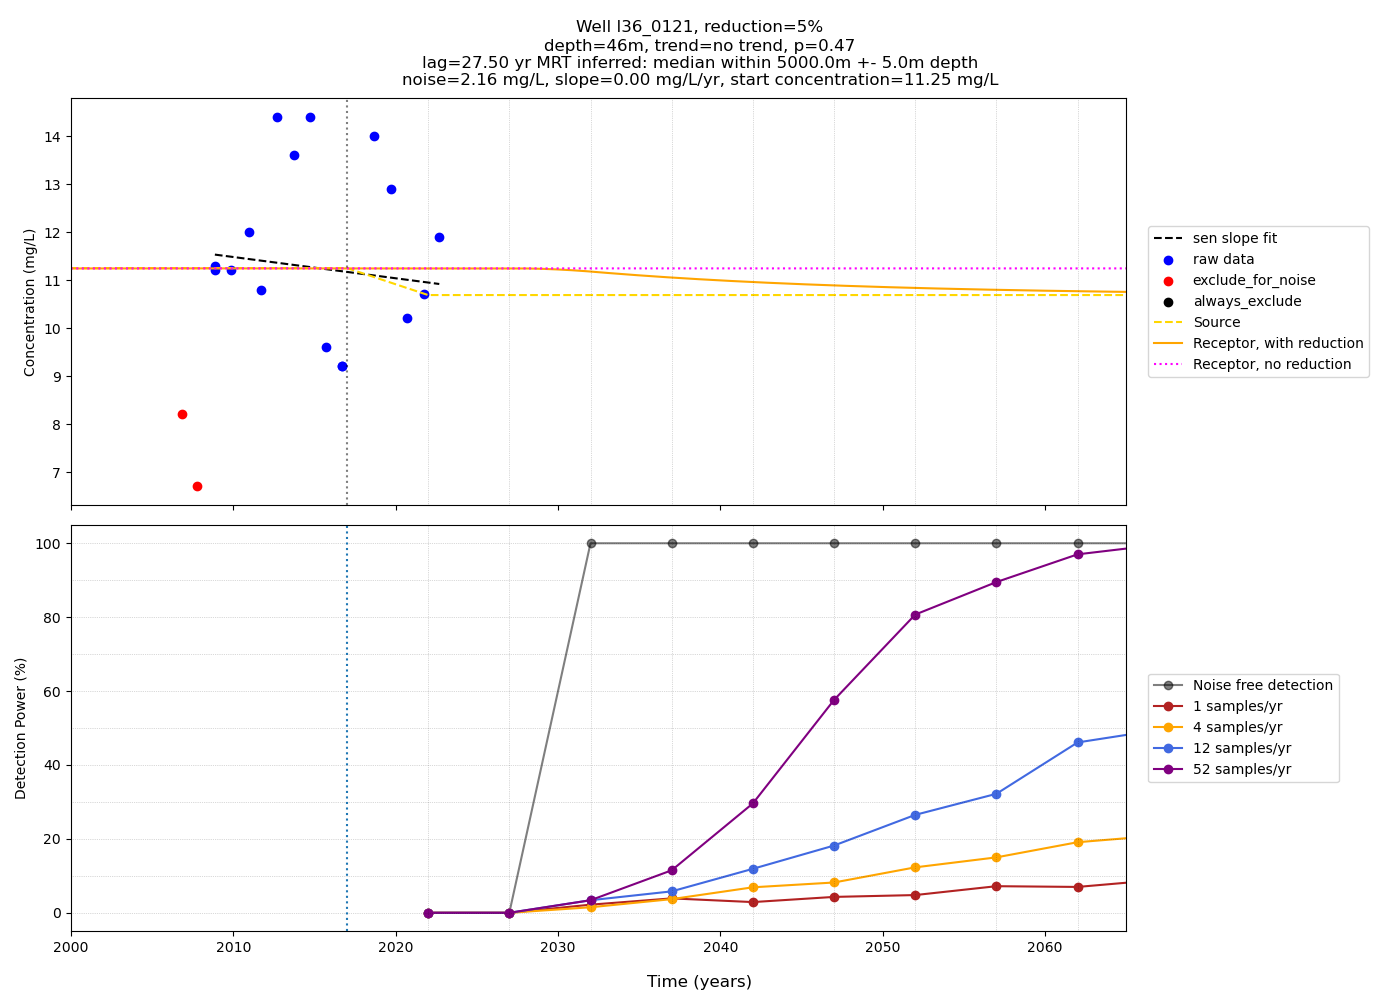 Well l36_0121, reduction=5%
depth=46m, trend=no trend, p=0.47
lag=27.50 yr MRT inferred: median within 5000.0m +- 5.0m depth
noise=2.16 mg/L, slope=0.00 mg/L/yr, start concentration=11.25 mg/L
Concentration (mg/L)
14
13
12
11
10
9
8
7
sen slope fit
raw data
exclude_for_noise
always_exclude
Source
Receptor, with reduction
Receptor, no reduction
Detection Power (%)
100
80
60
40
20
0
Noise free detection
1 samples/yr
4 samples/yr
12 samples/yr
52 samples/yr
2000 2010 2020 2030 2040 2050 2060
Time (years)